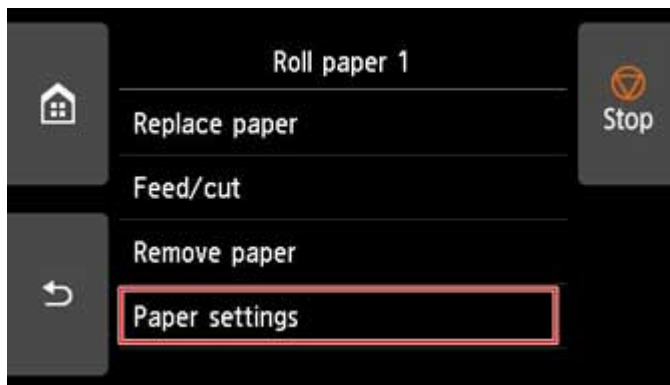 Roll paper 1
Replace paper
Feed/cut
Remove paper
Paper settings
Stop